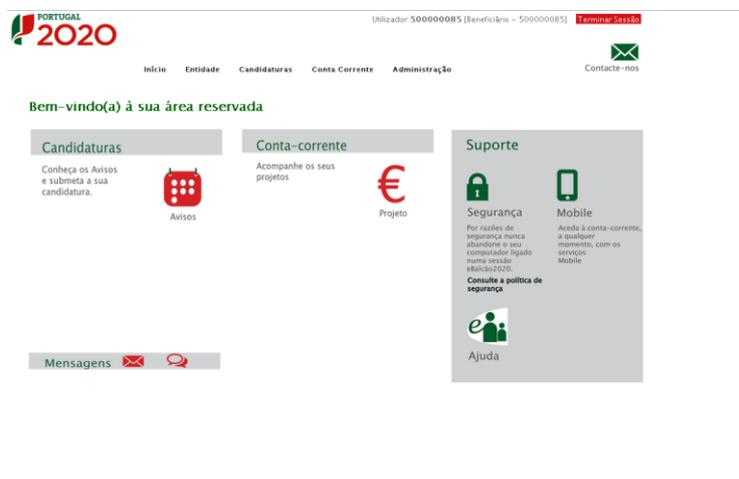 PORTUGAL
2020
Utilizador 500000085 [Beneficiário - 500000085] Terminar Sessão
Contacte-nos
Início Entidade Candidaturas Conta Corrente Administração
Bem-vindo(a) à sua área reservada
Candidaturas
Conheça os Avisos
e submeta a sua
candidatura.
Avisos
Conta-corrente
Acompanhe os seus
projetos
€
Projeto
Suporte
Segurança
Por razões de
segurança nunca
abandone o seu
computador ligado
numa sessão
eBalcão2020.
Consulte a política de
segurança
Mobile
Aceda à conta-corrente,
a qualquer
momento, com os
serviços
Mobile
e
Ajuda
Mensagens